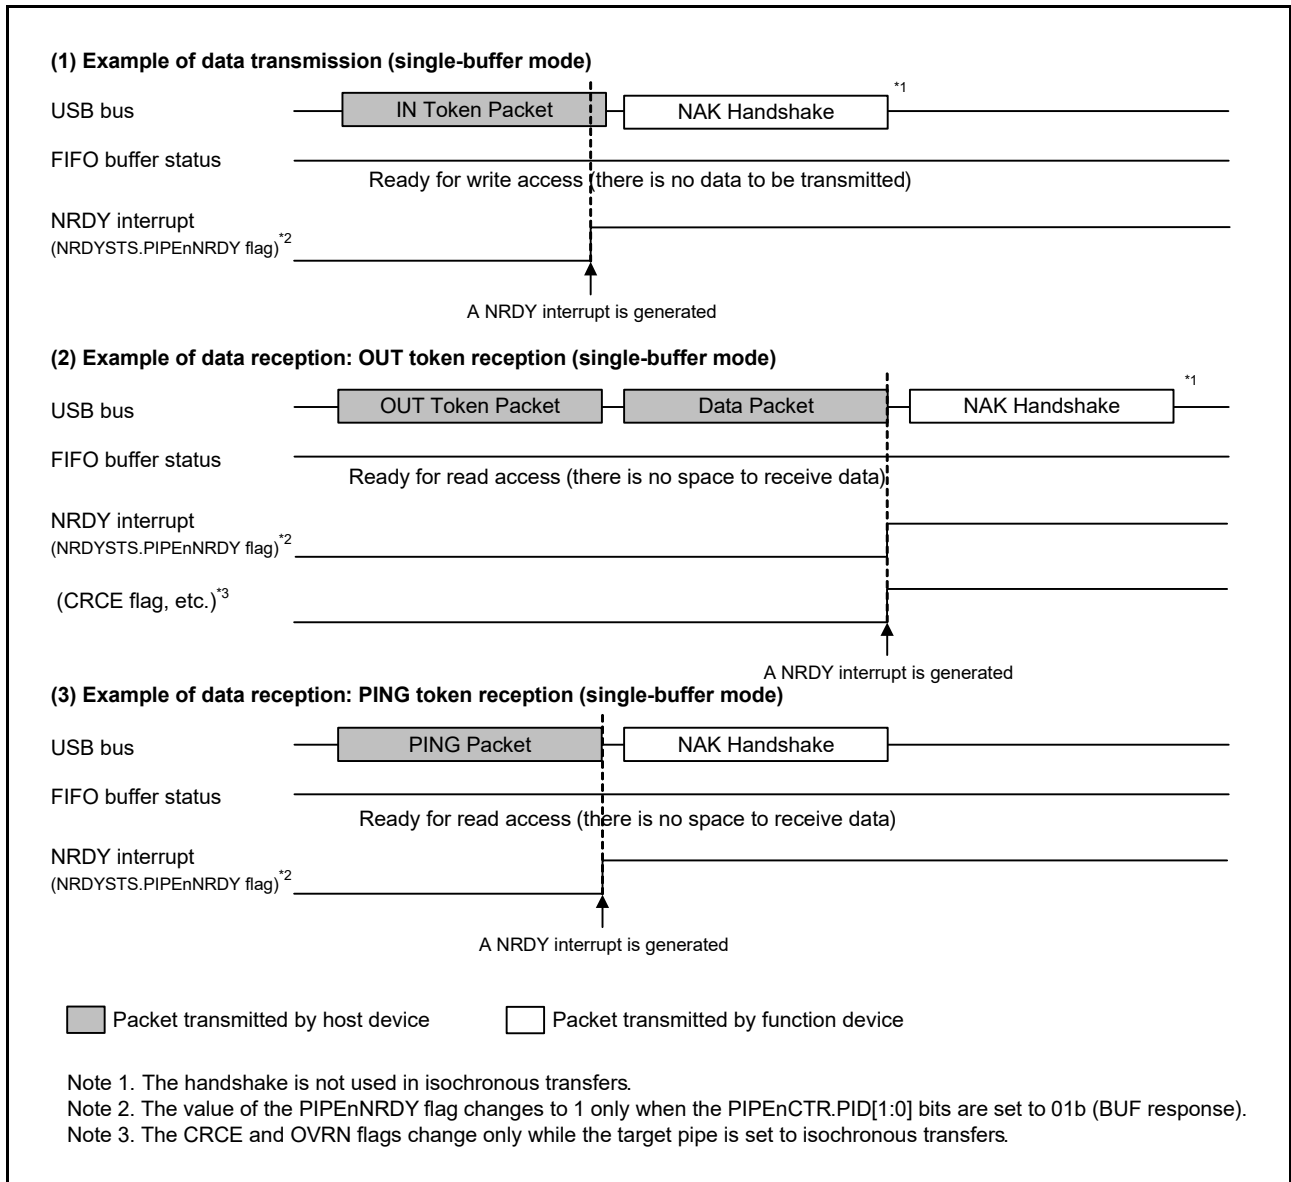 (1) Example of data transmission (single-buffer mode)
USB bus
IN Token Packet
NAK Handshake
*1
FIFO buffer status
Ready for write access (there is no data to be transmitted)
NRDY interrupt
(NRDYSTS.PIPEnNRDY flag)*2
A NRDY interrupt is generated
(2) Example of data reception: OUT token reception (single-buffer mode)
USB bus
OUT Token Packet
Data Packet
NAK Handshake
*1
FIFO buffer status
Ready for read access (there is no space to receive data)
NRDY interrupt
(NRDYSTS.PIPEnNRDY flag)*2
(CRCE flag, etc.)*3
A NRDY interrupt is generated
(3) Example of data reception: PING token reception (single-buffer mode)
USB bus
PING Packet
NAK Handshake
FIFO buffer status
Ready for read access (there is no space to receive data)
NRDY interrupt
(NRDYSTS.PIPEnNRDY flag)*2
A NRDY interrupt is generated
Packet transmitted by host device
Packet transmitted by function device
Note 1. The handshake is not used in isochronous transfers.
Note 2. The value of the PIPEnNRDY flag changes to 1 only when the PIPEnCTR.PID[1:0] bits are set to 01b (BUF response).
Note 3. The CRCE and OVRN flags change only while the target pipe is set to isochronous transfers.